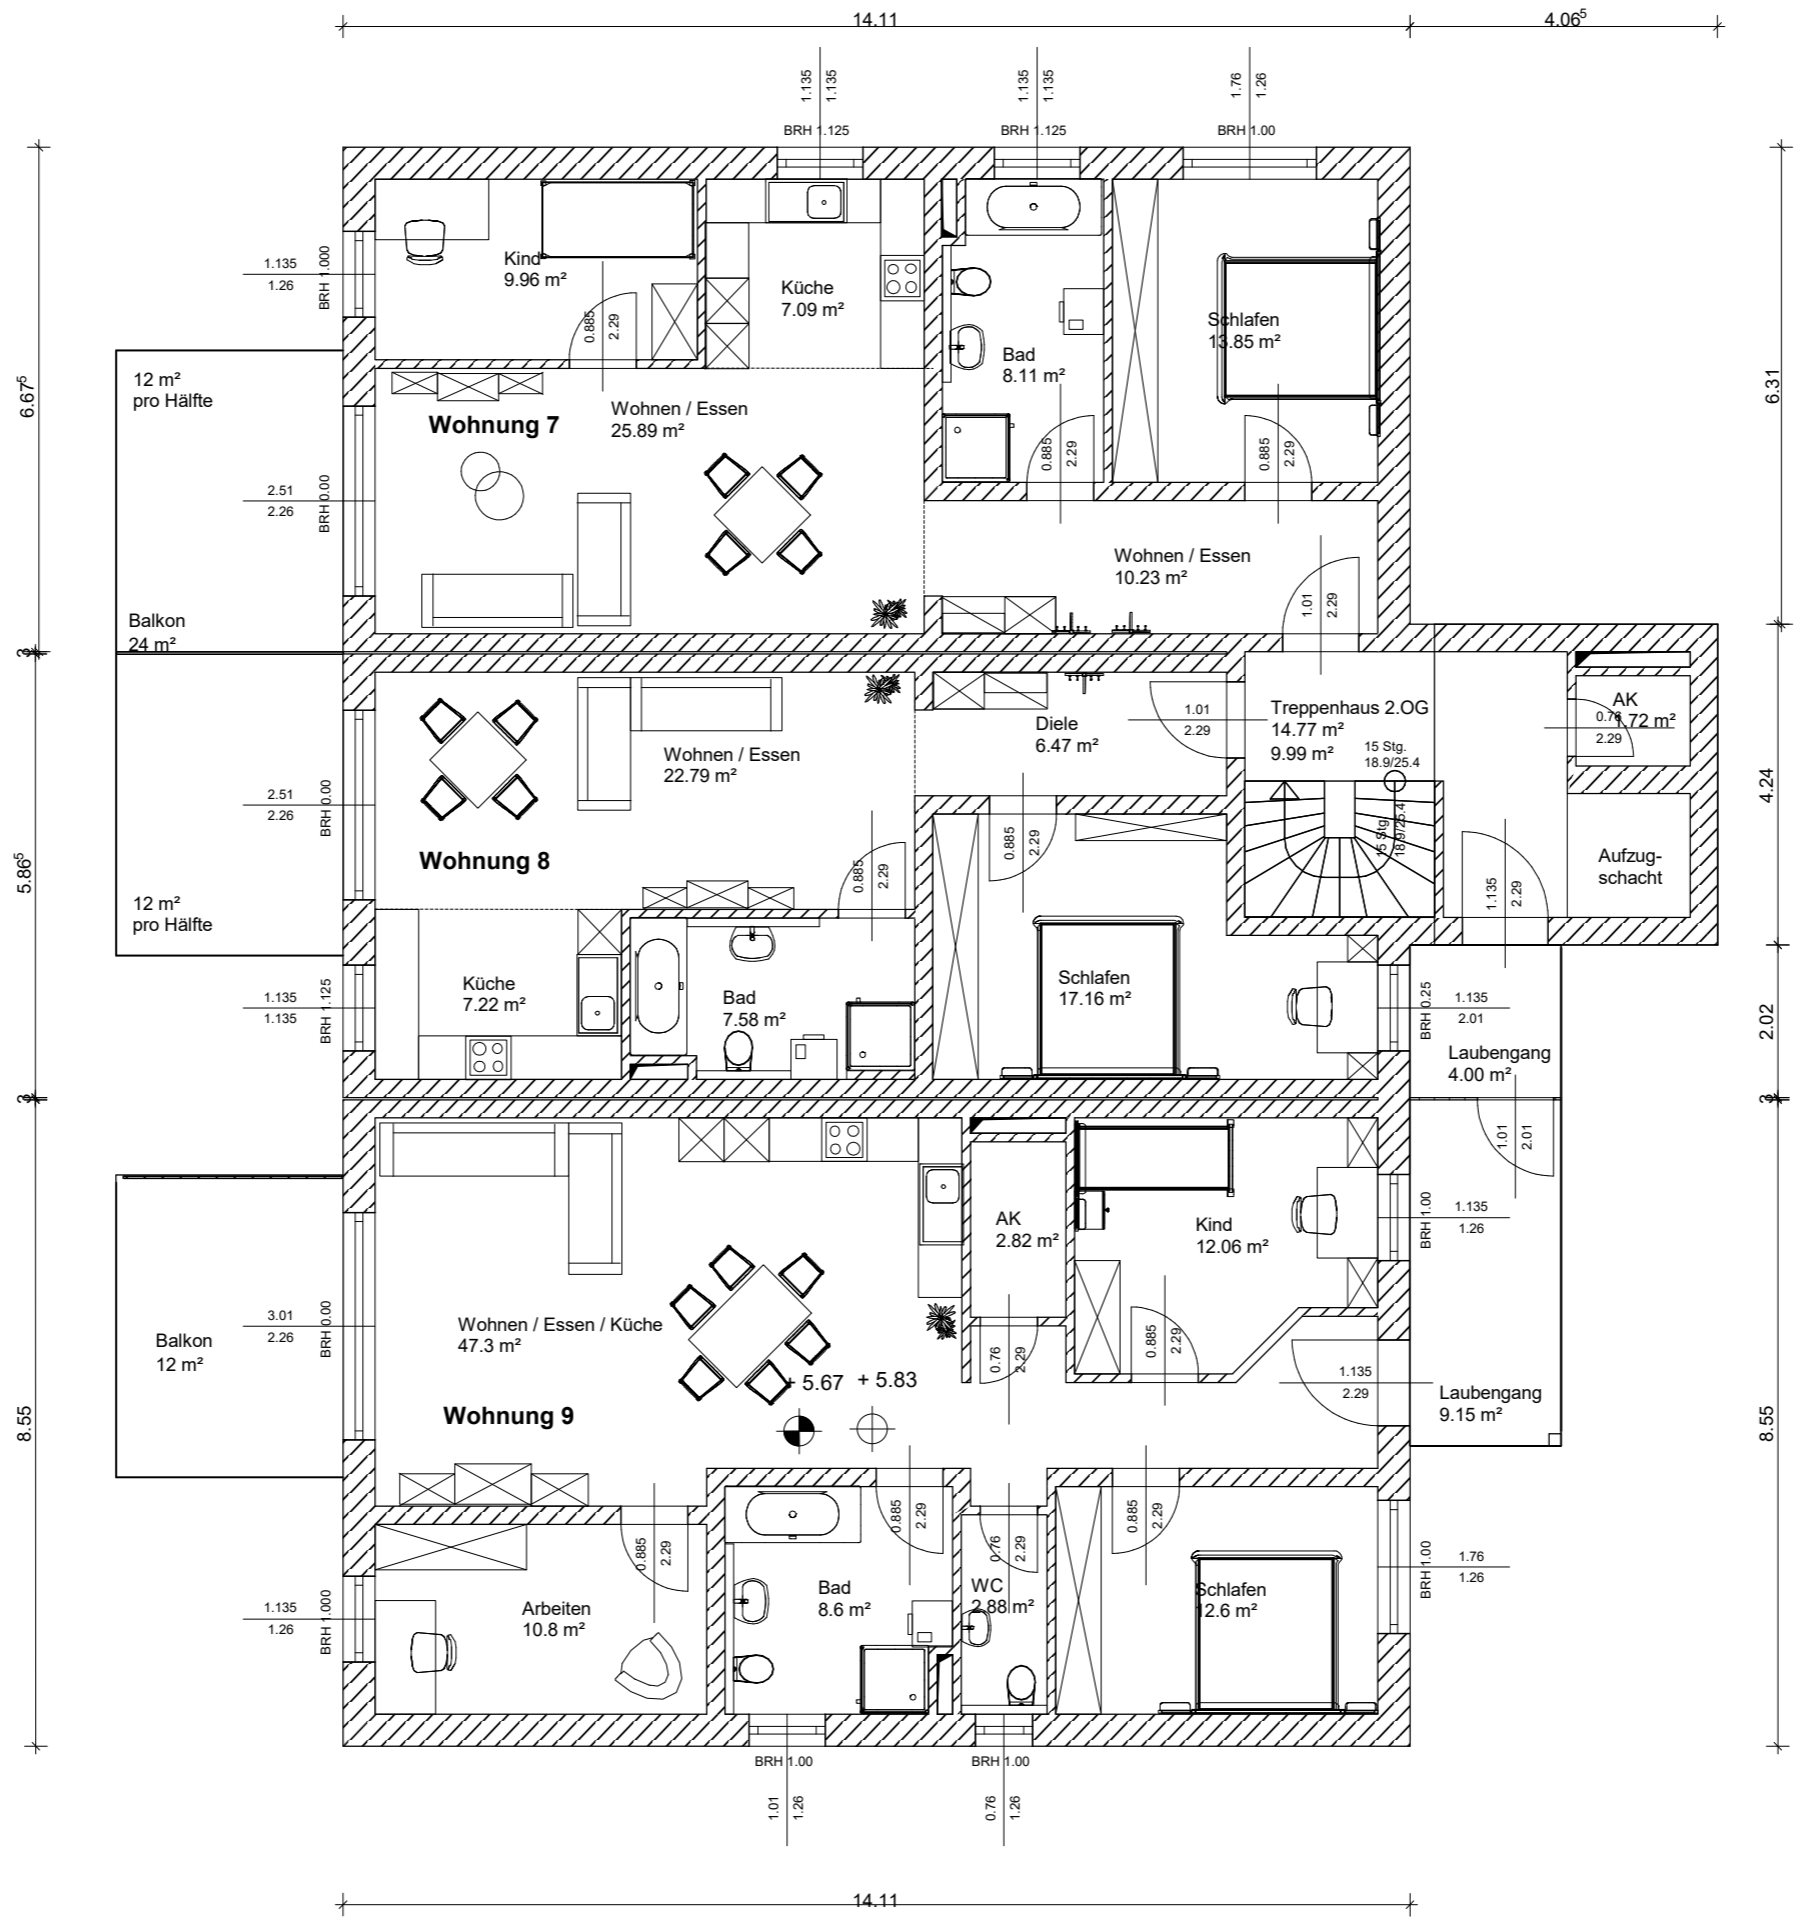 14.11
4.06⁵
1.135
1.135
1.135
1.135
1.76
1.26
BRH 1.125
BRH 1.125
BRH 1.00
6.67⁵
6.31
1.135
1.26
BRH 1.000
Kind
9.96 m²
0.885
2.29
Küche
7.09 m²
Bad
8.11 m²
0.885
2.29
Schlafen
13.85 m²
0.885
2.29
12 m²
pro Hälfte
Wohnung 7
Wohnen / Essen
25.89 m²
2.51
2.26
BRH 0.00
Wohnen / Essen
10.23 m²
1.01
2.29
Balkon
24 m²
3
Wohnen / Essen
22.79 m²
Diele
6.47 m²
1.01
2.29
Treppenhaus 2.OG
14.77 m²
9.99 m²
15 Stg.
18.9/25.4
15 Stg.
18.9/25.4
AK
1.72 m²
0.76
2.29
4.24
2.51
2.26
BRH 0.00
5.86⁵
Wohnung 8
0.885
2.29
0.885
2.29
1.135
2.29
Aufzug-
schacht
12 m²
pro Hälfte
1.135
1.135
BRH 1.125
Küche
7.22 m²
Bad
7.58 m²
Schlafen
17.16 m²
BRH 0.25
1.135
2.01
2.02
Laubengang
4.00 m²
3
3
1.01
2.01
AK
2.82 m²
Kind
12.06 m²
BRH 1.00
1.135
1.26
3.01
2.26
BRH 0.00
Balkon
12 m²
Wohnen / Essen / Küche
47.3 m²
0.76
2.29
0.885
2.29
1.135
2.29
+ 5.67
+ 5.83
Wohnung 9
Laubengang
9.15 m²
8.55
8.55
0.885
2.29
0.885
2.29
0.76
2.29
0.885
2.29
1.135
1.26
BRH 1.000
Arbeiten
10.8 m²
Bad
8.6 m²
WC
2.88 m²
Schlafen
12.6 m²
BRH 1.00
1.76
1.26
BRH 1.00
BRH 1.00
1.01
1.26
0.76
1.26
14.11